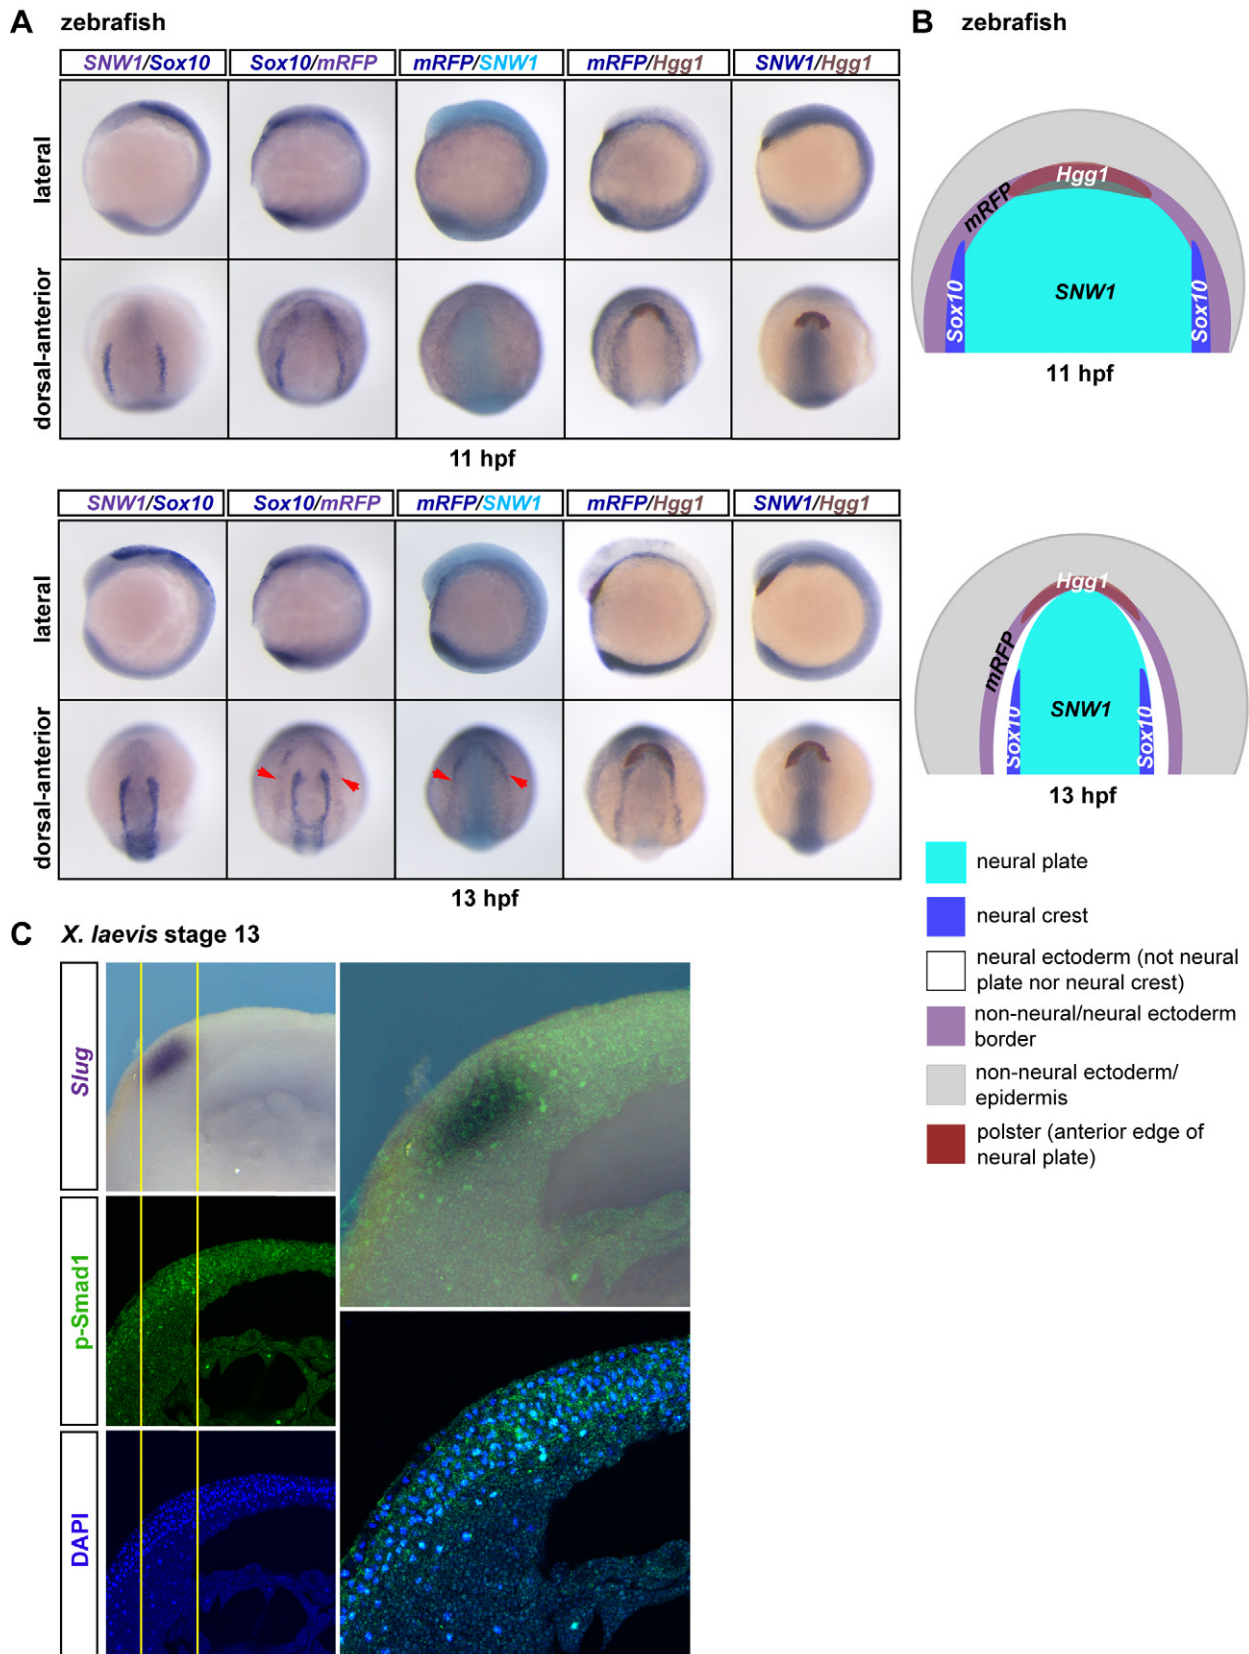 A zebrafish
SNW1/Sox10 Sox10/mRFP mRFP/SNW1 mRFP/Hgg1 SNW1/Hgg1
lateral
dorsal-anterior
11 hpf
SNW1/Sox10 Sox10/mRFP mRFP/SNW1 mRFP/Hgg1 SNW1/Hgg1
lateral
dorsal-anterior
13 hpf
B zebrafish
Hgg1
mRFP
Sox10
SNW1
Sox10
11 hpf
Hgg1
mRFP
Sox10
SNW1
Sox10
13 hpf
neural plate
neural crest
neural ectoderm (not neural
plate nor neural crest)
non-neural/neural ectoderm
border
non-neural ectoderm/
epidermis
polster (anterior edge of
neural plate)
C X. laevis stage 13
Slug
p-Smad1
DAPI